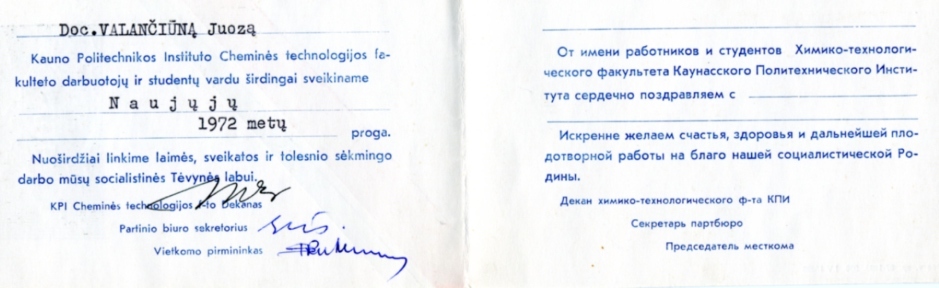 Doc.VALANČIŪNĄ Juozą
Kauno Politechnikos Instituto Cheminės technologijos fa-
kulteto darbuotojų ir studentų vardu širdingai sveikiname
N a u j ų j ų
1972 metų
proga.
Nuoširdžiai linkime laimės, sveikatos ir tolesnio sėkmingo
darbo mūsų socialistinės Tėvynės labui.
KPI Cheminės technologijos f-to Dekanas
Partinio biuro sekretorius
Vietkomo pirmininkas
От имени работников и студентов Химико-технологи-
ческого факультета Каунасского Политехнического Инсти-
тута сердечно поздравляем с
Искренне желаем счастья, здоровья и дальнейшей пло-
дотворной работы на благо нашей социалистической Ро-
дины.
Декан химико-технологического ф-та КПИ
Секретарь партбюро
Председатель месткома